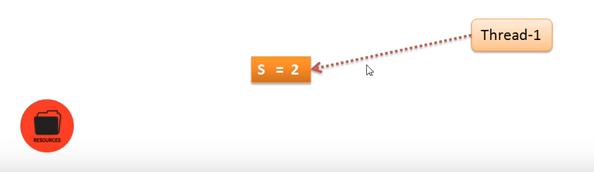 Thread-1
S = 2
RESOURCES